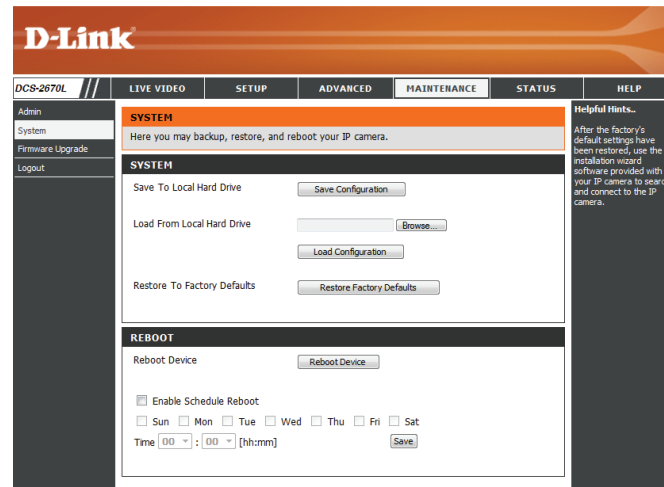 D-Link
DCS-2670L
LIVE VIDEO SETUP ADVANCED MAINTENANCE STATUS HELP
Admin
System
Firmware Upgrade
Logout
SYSTEM
Here you may backup, restore, and reboot your IP camera.
SYSTEM
Save To Local Hard Drive Save Configuration
Load From Local Hard Drive Browse...
Load Configuration
Restore To Factory Defaults Restore Factory Defaults
REBOOT
Reboot Device Reboot Device
Enable Schedule Reboot
Sun Mon Tue Wed Thu Fri Sat
Time 00 : 00 [hh:mm] Save
Helpful Hints..
After the factory's
default settings have
been restored, use the
installation wizard
software provided with
your IP camera to searc
and connect to the IP
camera.